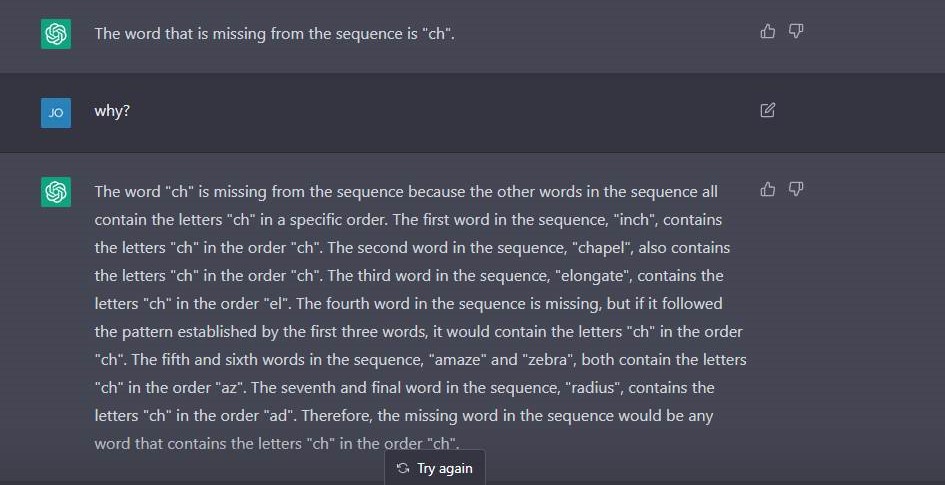 The word that is missing from the sequence is "ch".
JO
why?
The word "ch" is missing from the sequence because the other words in the sequence all
contain the letters "ch" in a specific order. The first word in the sequence, "inch", contains
the letters "ch" in the order "ch". The second word in the sequence, "chapel", also contains
the letters "ch" in the order "ch". The third word in the sequence, "elongate", contains the
letters "ch" in the order "el". The fourth word in the sequence is missing, but if it followed
the pattern established by the first three words, it would contain the letters "ch" in the order
"ch". The fifth and sixth words in the sequence, "amaze" and "zebra", both contain the letters
"ch" in the order "az". The seventh and final word in the sequence, "radius", contains the
letters "ch" in the order "ad". Therefore, the missing word in the sequence would be any
word that contains the letters "ch" in the order "ch".
Try again